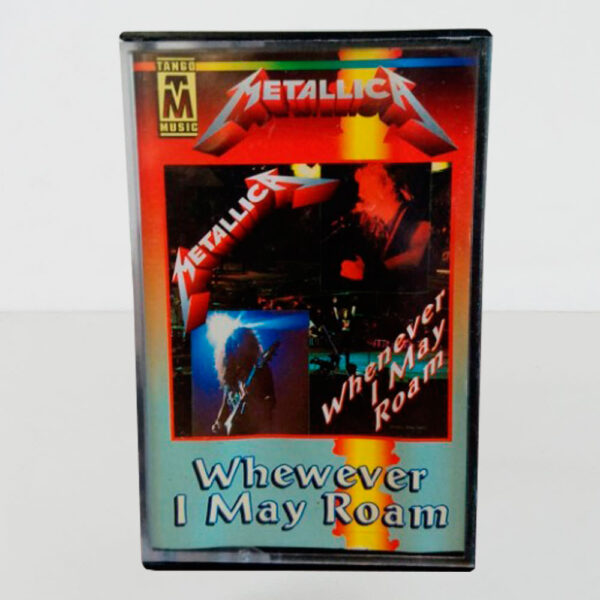 TANGO
TM
MUSIC
METALLICA
METALLICA
Whenever
I May
Roam
Whewever
I May Roam